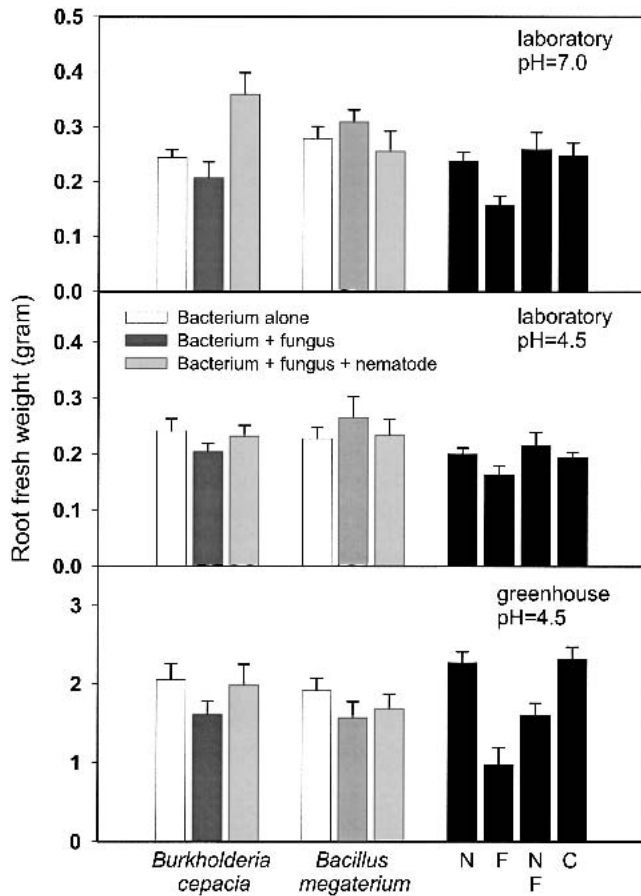 Root fresh weight (gram)
0.5
0.4
0.3
0.2
0.1
0.0
laboratory
pH=7.0
Bacterium alone
Bacterium + fungus
Bacterium + fungus + nematode
laboratory
pH=4.5
0.4
0.3
0.2
0.1
0.0
greenhouse
pH=4.5
3
2
1
0
Burkholderia
cepacia
Bacillus
megaterium
N
F
N
F
C